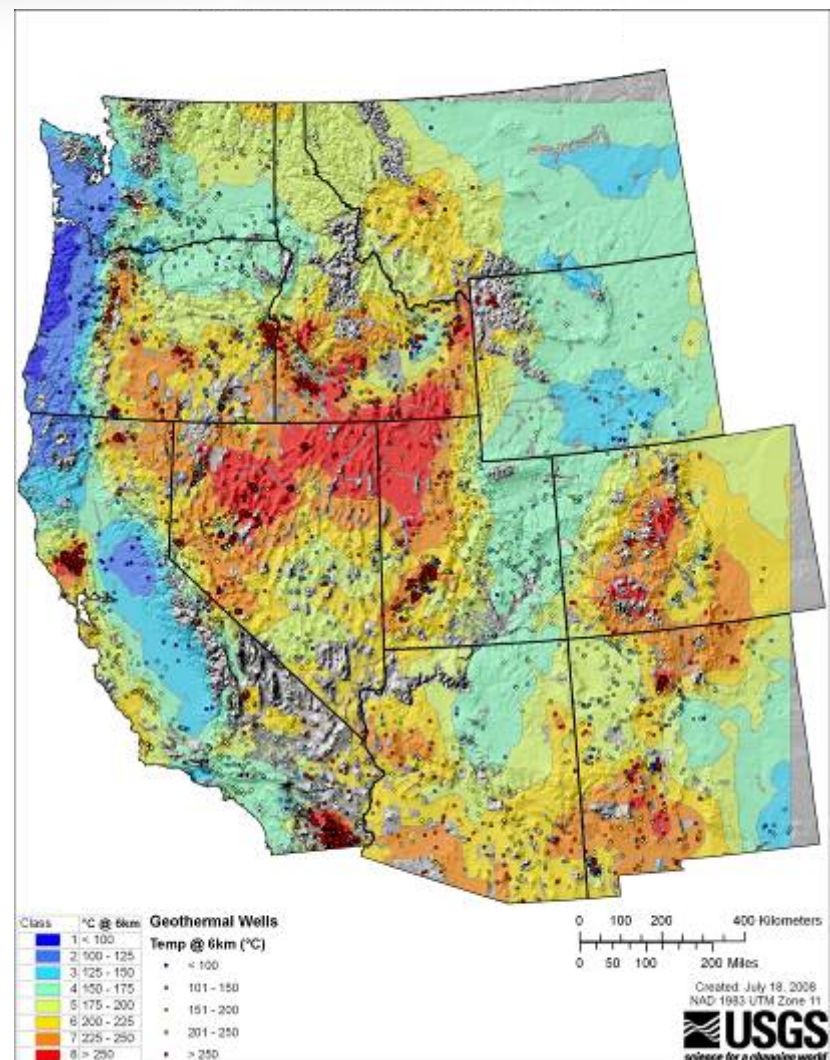 Class °C @ 6km
1 < 100
2 100 - 125
3 125 - 150
4 150 - 175
5 175 - 200
6 200 - 225
7 225 - 250
8 > 250
Geothermal Wells
Temp @ 6km (°C)
< 100
101 - 150
151 - 200
201 - 250
> 250
0 100 200 400 Kilometers
0 50 100 200 Miles
Created: July 18, 2008
NAD 1983 UTM Zone 11
USGS
science for a changing world